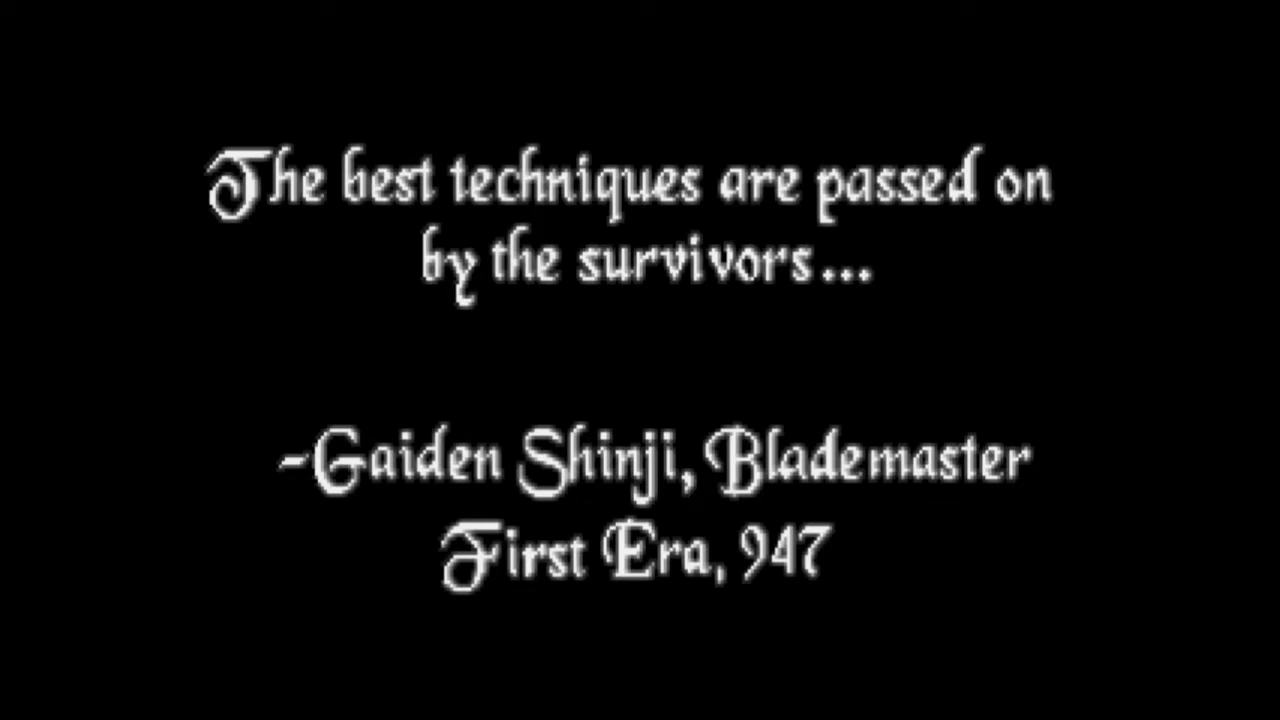 The best techniques are passed on
by the survivors...
-Gaiden Shinji, Blademaster
First Era, 947